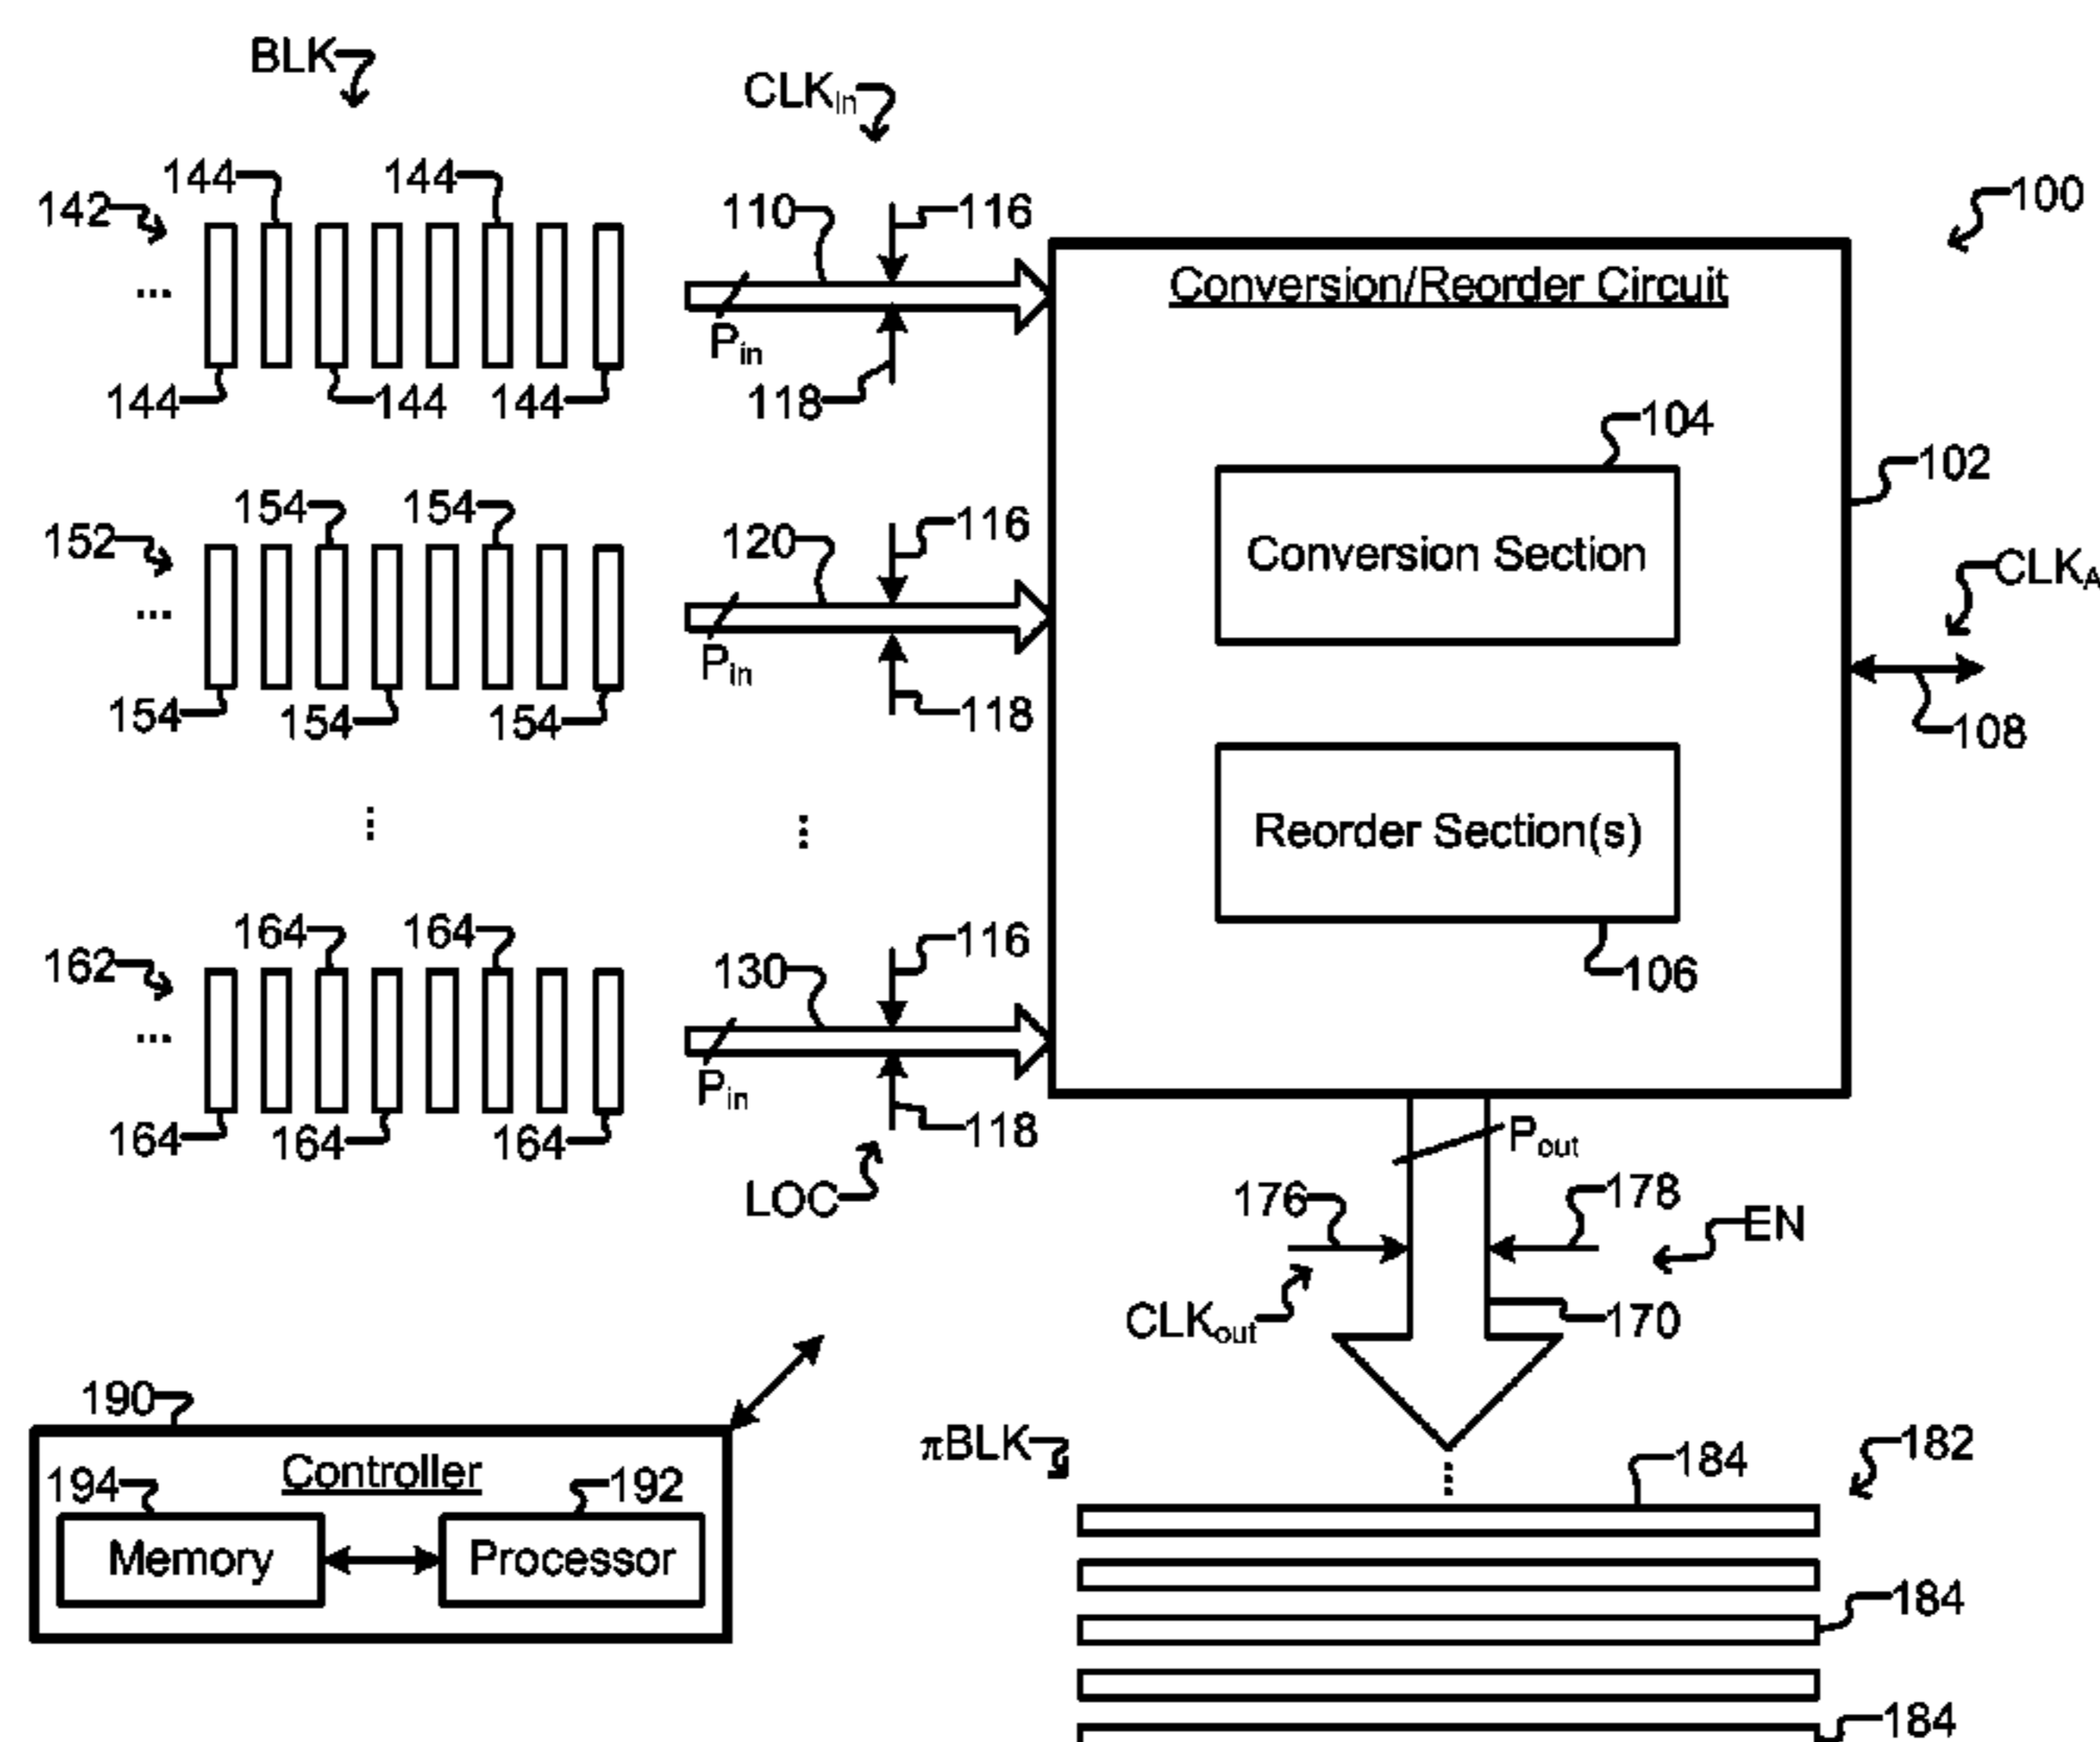 BLK
CLKin
144 144
142
110 116
100
...
Conversion/Reorder Circuit
Pin
144 144 144
118
104
102
154 154
152
120 116
Conversion Section
CLKA
...
Pin
154 154 154
118
108
...
...
Reorder Section(s)
164 164
162
130 116
106
...
Pin
164 164 164
118
Pout
LOC
176 178
EN
CLKout
170
190
πBLK
182
Controller
184
...
194 192
Memory Processor
184
184